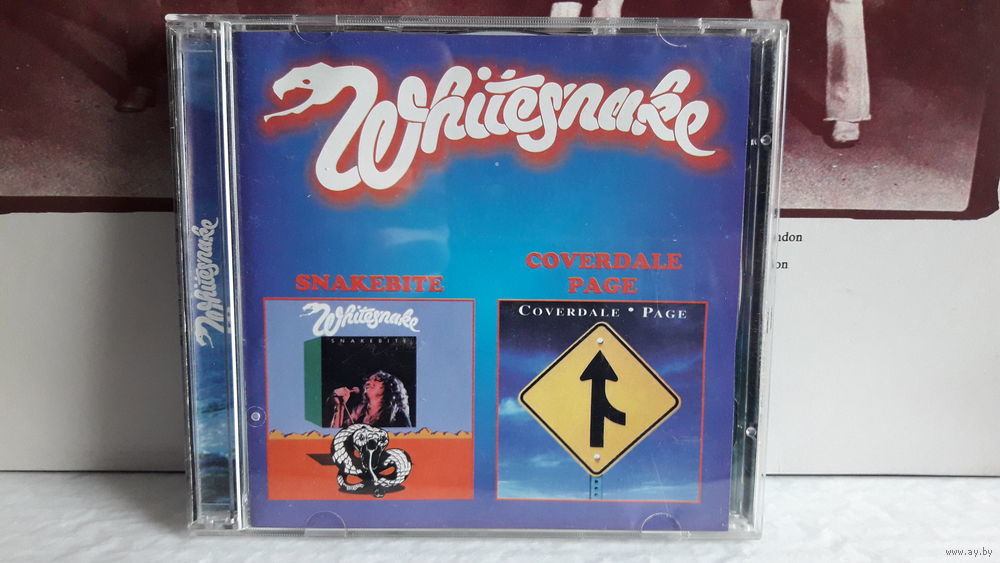 Whitesnake
Whitesnake
SNAKEBITE
COVERDALE
PAGE
Whitesnake
SNAKEBITE
COVERDALE • PAGE
ndon
on
www.ay.by